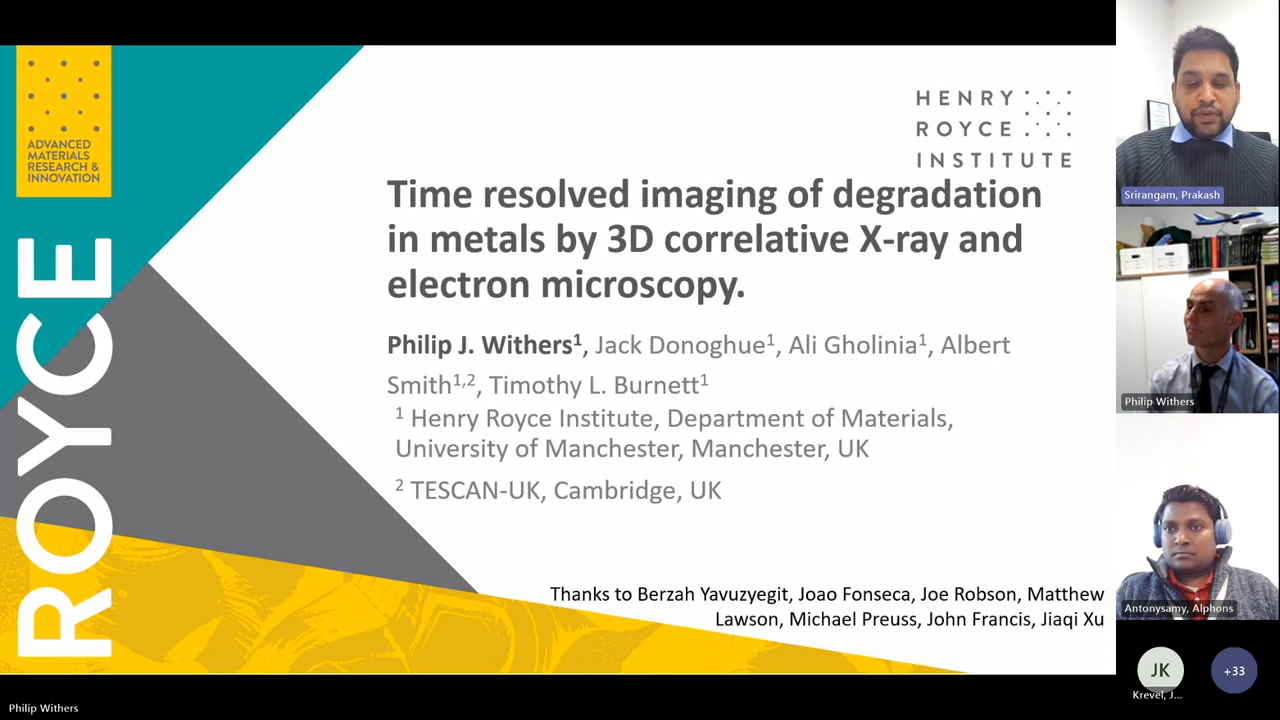 ADVANCED
MATERIALS
RESEARCH &
INNOVATION
ROYCE
HENRY
ROYCE
INSTITUTE
Time resolved imaging of degradation
in metals by 3D correlative X-ray and
electron microscopy.
Philip J. Withers¹, Jack Donoghue¹, Ali Gholinia¹, Albert
Smith¹,², Timothy L. Burnett¹
¹ Henry Royce Institute, Department of Materials,
University of Manchester, Manchester, UK
² TESCAN-UK, Cambridge, UK
Thanks to Berzah Yavuzyegit, Joao Fonseca, Joe Robson, Matthew
Lawson, Michael Preuss, John Francis, Jiaqi Xu
Srirangam, Prakash
Philip Withers
Antonysamy, Alphons
JK
+33
Krevel, J...
Philip Withers